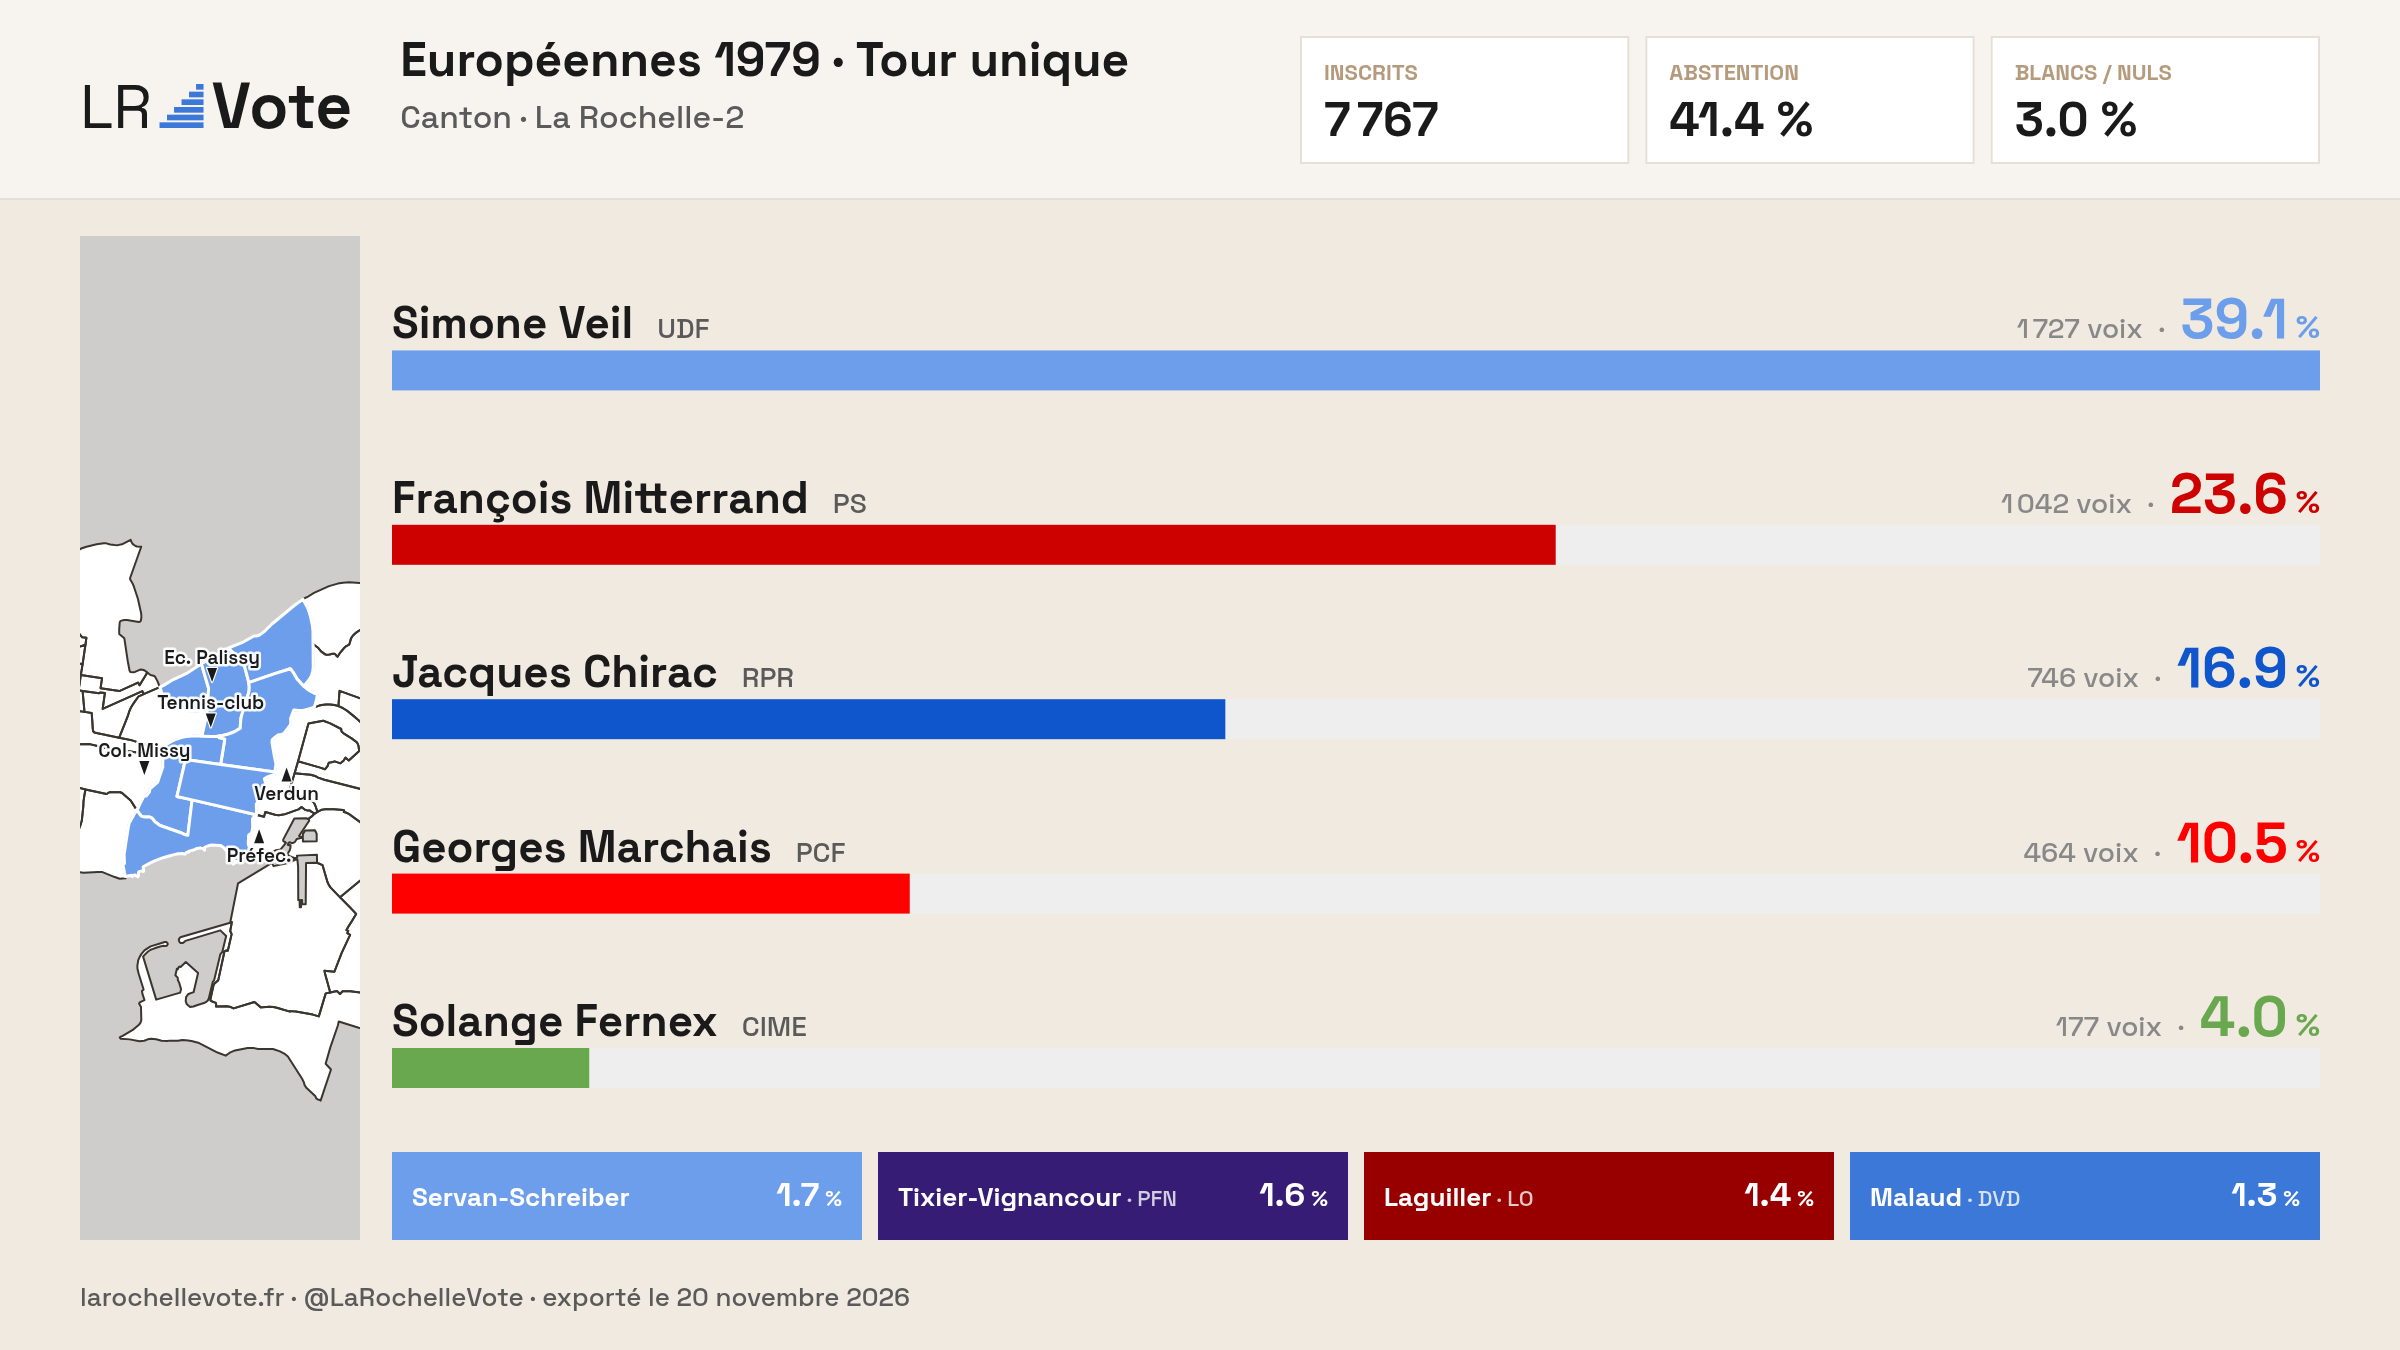 LR Vote
Européennes 1979 · Tour unique
Canton · La Rochelle-2
INSCRITS
7 767
ABSTENTION
41.4 %
BLANCS / NULS
3.0 %
Ec. Palissy
Tennis-club
Col. Missy
Verdun
Préfec.
Simone Veil UDF 1 727 voix · 39.1 %
François Mitterrand PS 1 042 voix · 23.6 %
Jacques Chirac RPR 746 voix · 16.9 %
Georges Marchais PCF 464 voix · 10.5 %
Solange Fernex CIME 177 voix · 4.0 %
Servan-Schreiber 1.7 %
Tixier-Vignancour · PFN 1.6 %
Laguiller · LO 1.4 %
Malaud · DVD 1.3 %
larochellevote.fr · @LaRochelleVote · exporté le 20 novembre 2026